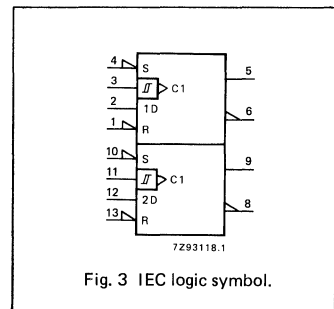 4 S 5
3 C1
2 1D
1 R 6
10 S 9
11 C1
12 2D
13 R 8
7Z93118.1
Fig. 3 IEC logic symbol.